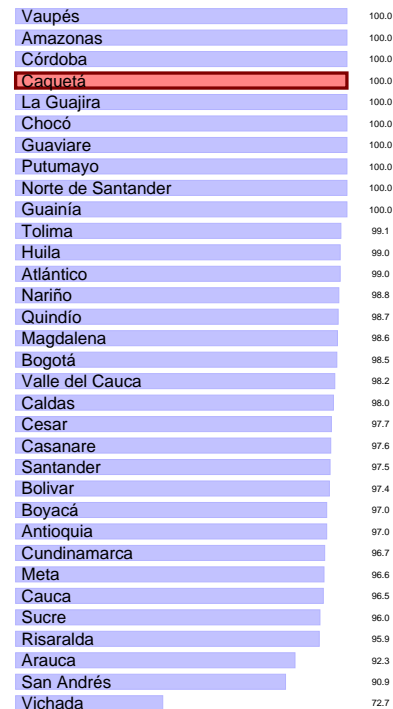 Vaupés 100.0
Amazonas 100.0
Córdoba 100.0
Caquetá 100.0
La Guajira 100.0
Chocó 100.0
Guaviare 100.0
Putumayo 100.0
Norte de Santander 100.0
Guainía 100.0
Tolima 99.1
Huila 99.0
Atlántico 99.0
Nariño 98.8
Quindío 98.7
Magdalena 98.6
Bogotá 98.5
Valle del Cauca 98.2
Caldas 98.0
Cesar 97.7
Casanare 97.6
Santander 97.5
Bolivar 97.4
Boyacá 97.0
Antioquia 97.0
Cundinamarca 96.7
Meta 96.6
Cauca 96.5
Sucre 96.0
Risaralda 95.9
Arauca 92.3
San Andrés 90.9
Vichada 72.7